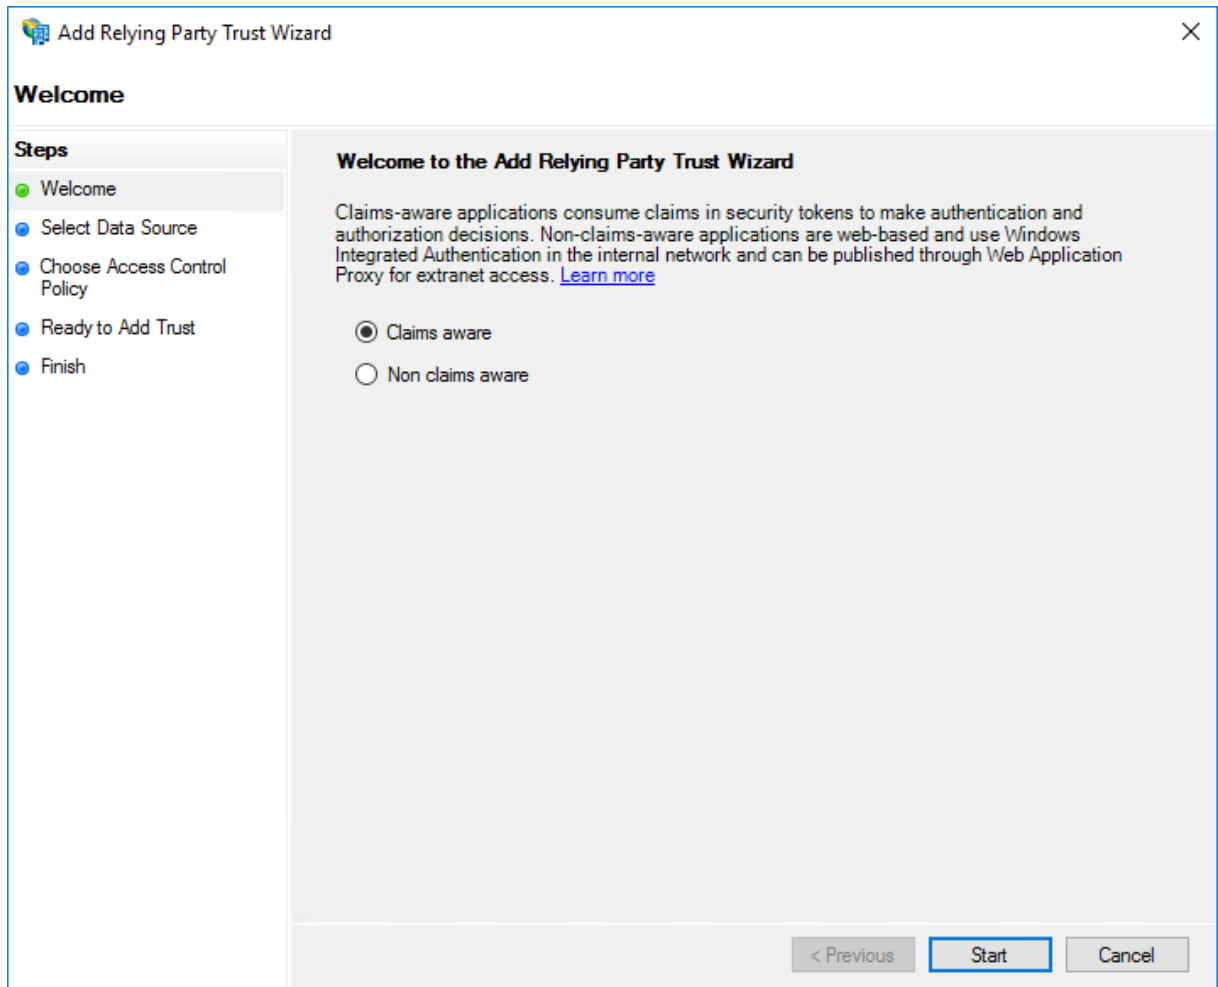 Add Relying Party Trust Wizard
Welcome
Steps
Welcome
Select Data Source
Choose Access Control
Policy
Ready to Add Trust
Finish
Welcome to the Add Relying Party Trust Wizard
Claims-aware applications consume claims in security tokens to make authentication and
authorization decisions. Non-claims-aware applications are web-based and use Windows
Integrated Authentication in the internal network and can be published through Web Application
Proxy for extranet access. Learn more
Claims aware
Non claims aware
< Previous
Start
Cancel